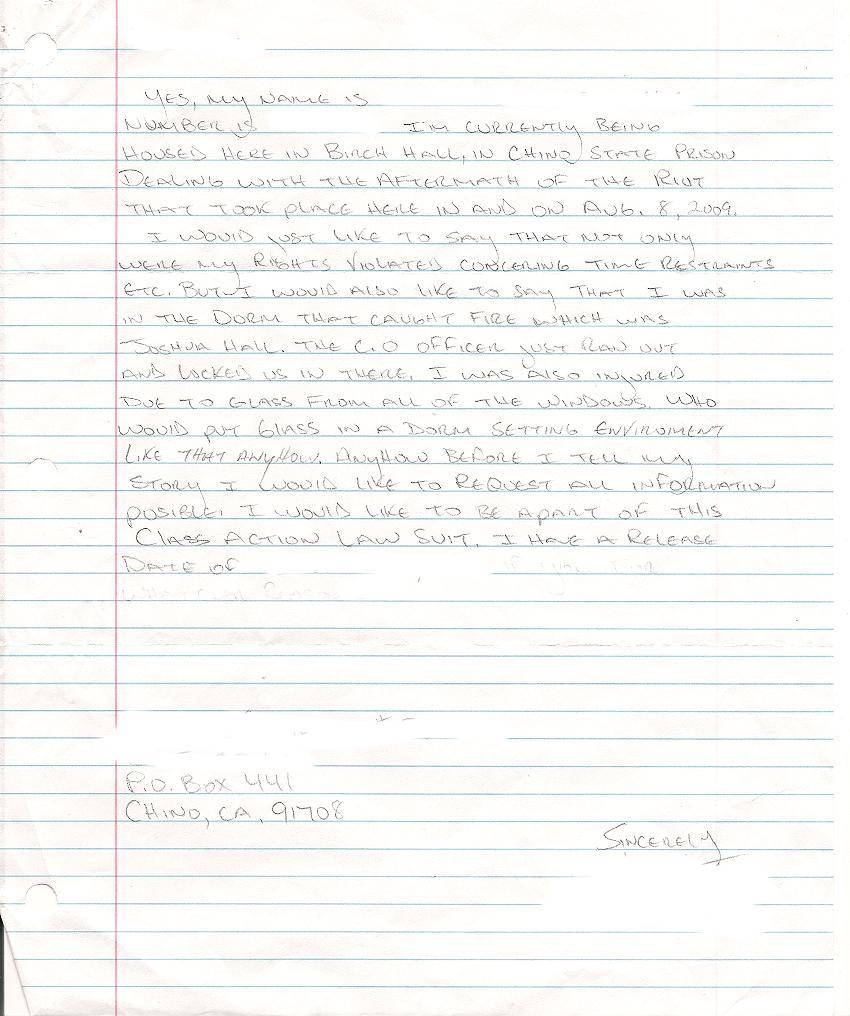 YES, MY NAME IS
NUMBER IS I'M CURRENTLY BEING
HOUSED HERE IN BIRCH HALL, IN CHINO STATE PRISON
DEALING WITH THE AFTERMATH OF THE RIOT
THAT TOOK PLACE HERE IN AND ON AUG. 8, 2009.
I WOULD JUST LIKE TO SAY THAT NOT ONLY
WERE MY RIGHTS VIOLATED CONCERING TIME RESTRAINTS
ETC. BUT I WOULD ALSO LIKE TO SAY THAT I WAS
IN THE DORM THAT CAUGHT FIRE WHICH WAS
JOSHUA HALL. THE C.O OFFICER JUST RAN OUT
AND LOCKED US IN THERE. I WAS ALSO INJURED
DUE TO GLASS FROM ALL OF THE WINDOWS. WHO
WOULD PUT GLASS IN A DORM SETTING ENVIRMENT
LIKE THAT ANYHOW. ANYHOW BEFORE I TELL MY
STORY I WOULD LIKE TO REQUEST ALL INFORMATION
POSIBLE. I WOULD LIKE TO BE APART OF THIS
CLASS ACTION LAW SUIT. I HAVE A RELEASE
DATE OF if you
P.O. BOX 441
CHINO, CA, 91708
SINCERELY